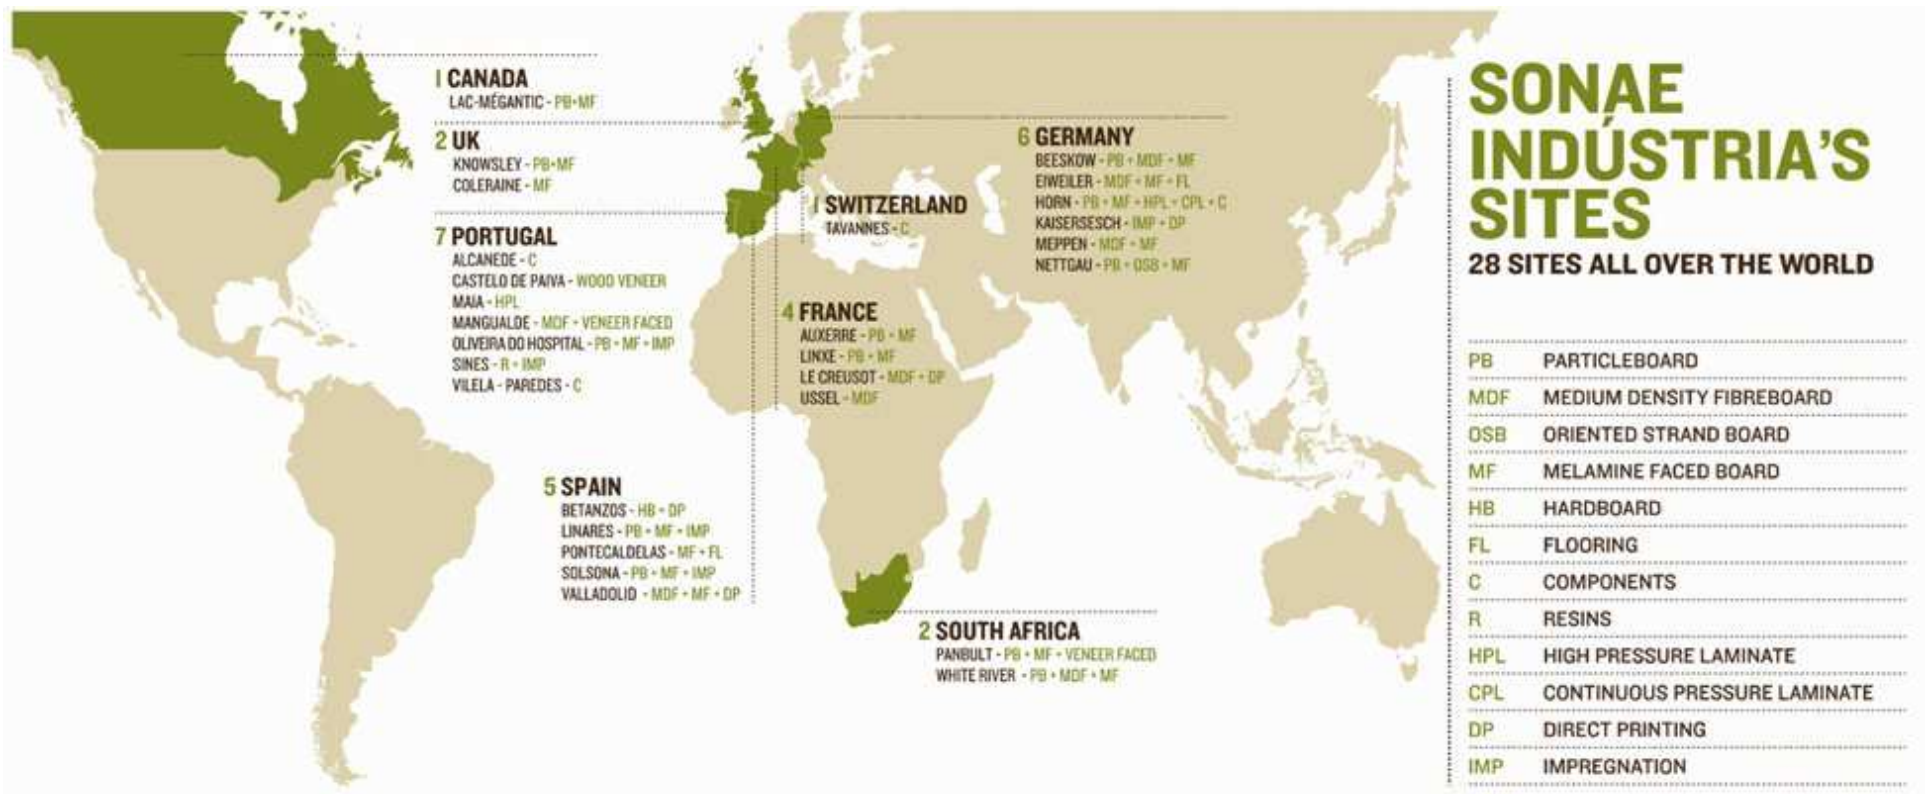 1 CANADA
LAC-MÉGANTIC - PB•MF
2 UK
KNOWSLEY - PB•MF
COLERAINE - MF
7 PORTUGAL
ALCANEDE - C
CASTELO DE PAIVA - WOOD VENEER
MAIA - HPL
MANGUALDE - MDF • VENEER FACED
OLIVEIRA DO HOSPITAL - PB • MF • IMP
SINES - R • IMP
VILELA - PAREDES - C
5 SPAIN
BETANZOS - HB • DP
LINARES - PB • MF • IMP
PONTECALDELAS - MF • FL
SOLSONA - PB • MF • IMP
VALLADOLID - MDF • MF • DP
1 SWITZERLAND
TAVANNES - C
4 FRANCE
AUXERRE - PB • MF
LINXE - PB • MF
LE CREUSOT - MDF • DP
USSEL - MDF
6 GERMANY
BEESKOW - PB • MDF • MF
EIWEILER - MDF • MF • FL
HORN - PB • MF • HPL • CPL • C
KAISERSESCH - IMP • DP
MEPPEN - MDF • MF
NETTGAU - PB • OSB • MF
2 SOUTH AFRICA
PANBULT - PB • MF • VENEER FACED
WHITE RIVER - PB • MDF • MF
SONAE
INDÚSTRIA'S
SITES
28 SITES ALL OVER THE WORLD
PB PARTICLEBOARD
MDF MEDIUM DENSITY FIBREBOARD
OSB ORIENTED STRAND BOARD
MF MELAMINE FACED BOARD
HB HARDBOARD
FL FLOORING
C COMPONENTS
R RESINS
HPL HIGH PRESSURE LAMINATE
CPL CONTINUOUS PRESSURE LAMINATE
DP DIRECT PRINTING
IMP IMPREGNATION